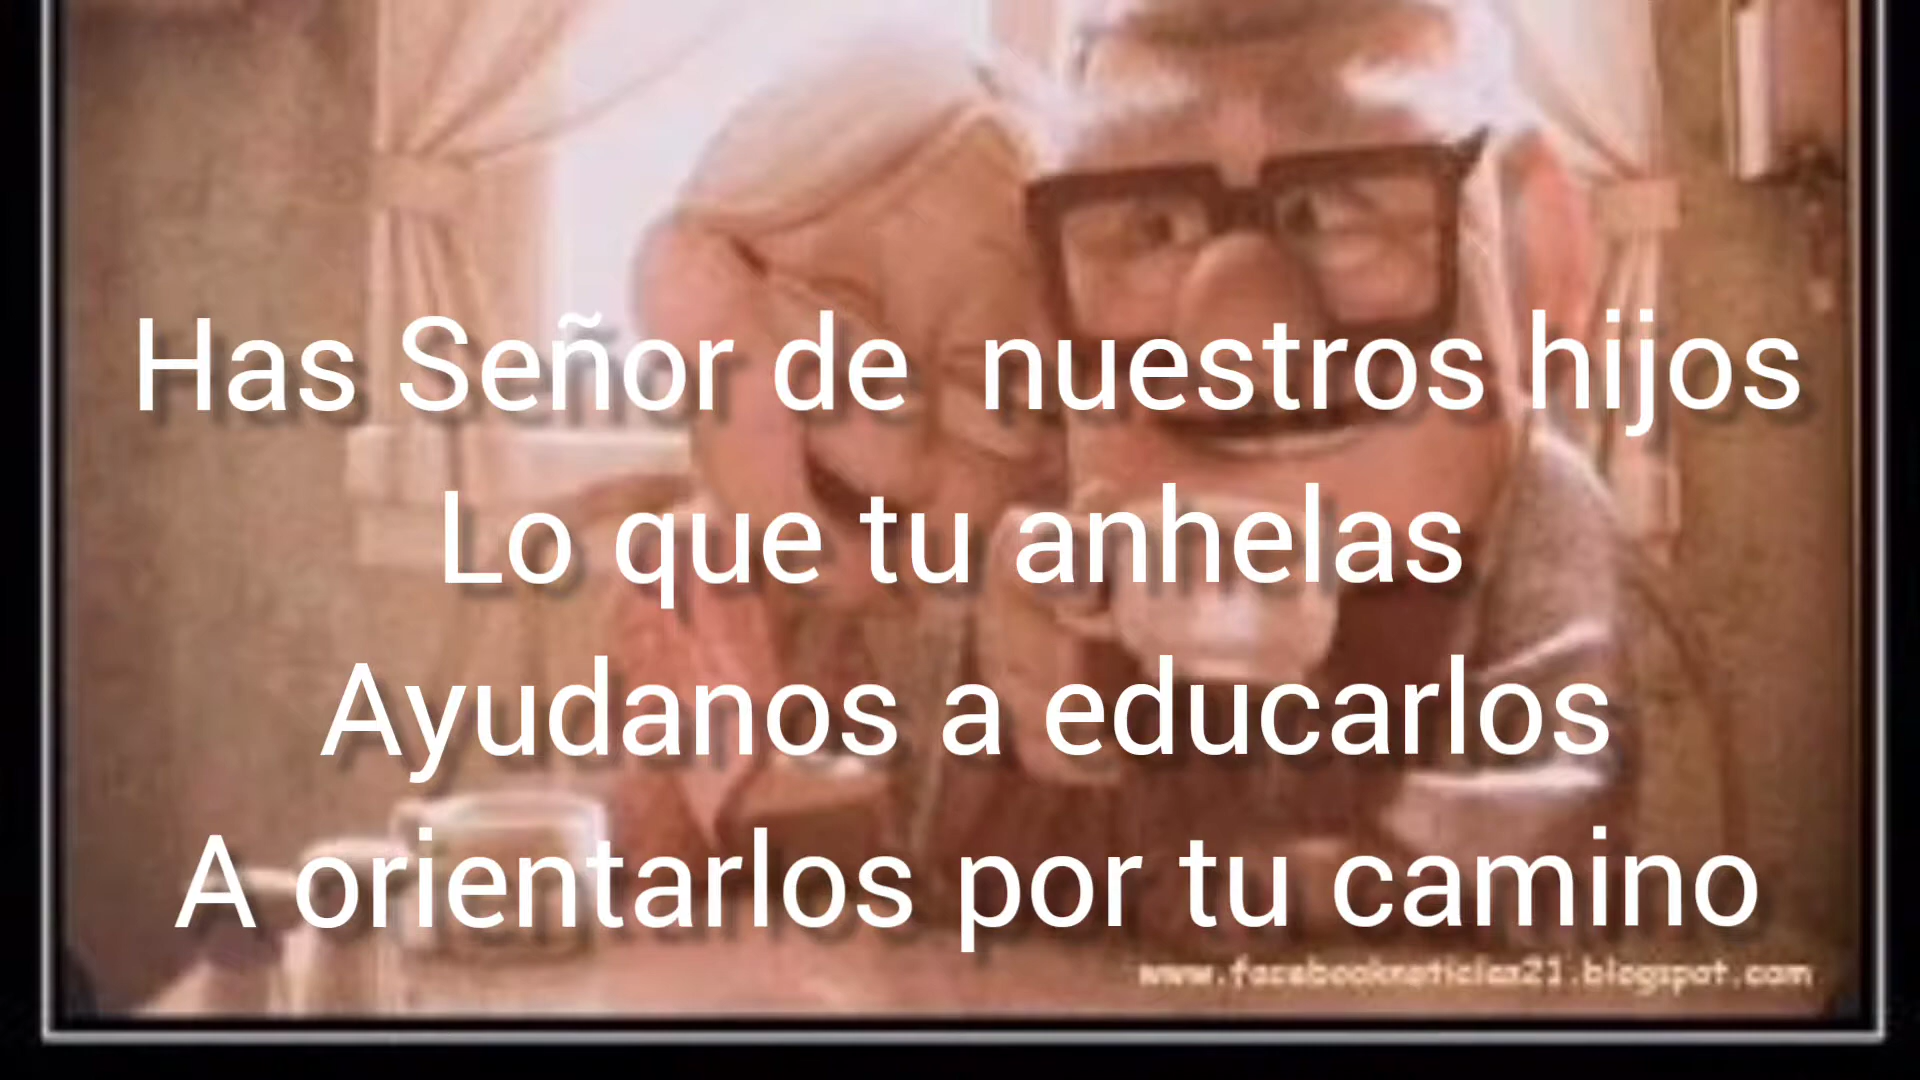 Has Señor de  nuestros hijos
Lo que tu anhelas
Ayudanos a educarlos
A orientarlos por tu camino
www.facebooknoticias21.blogspot.com